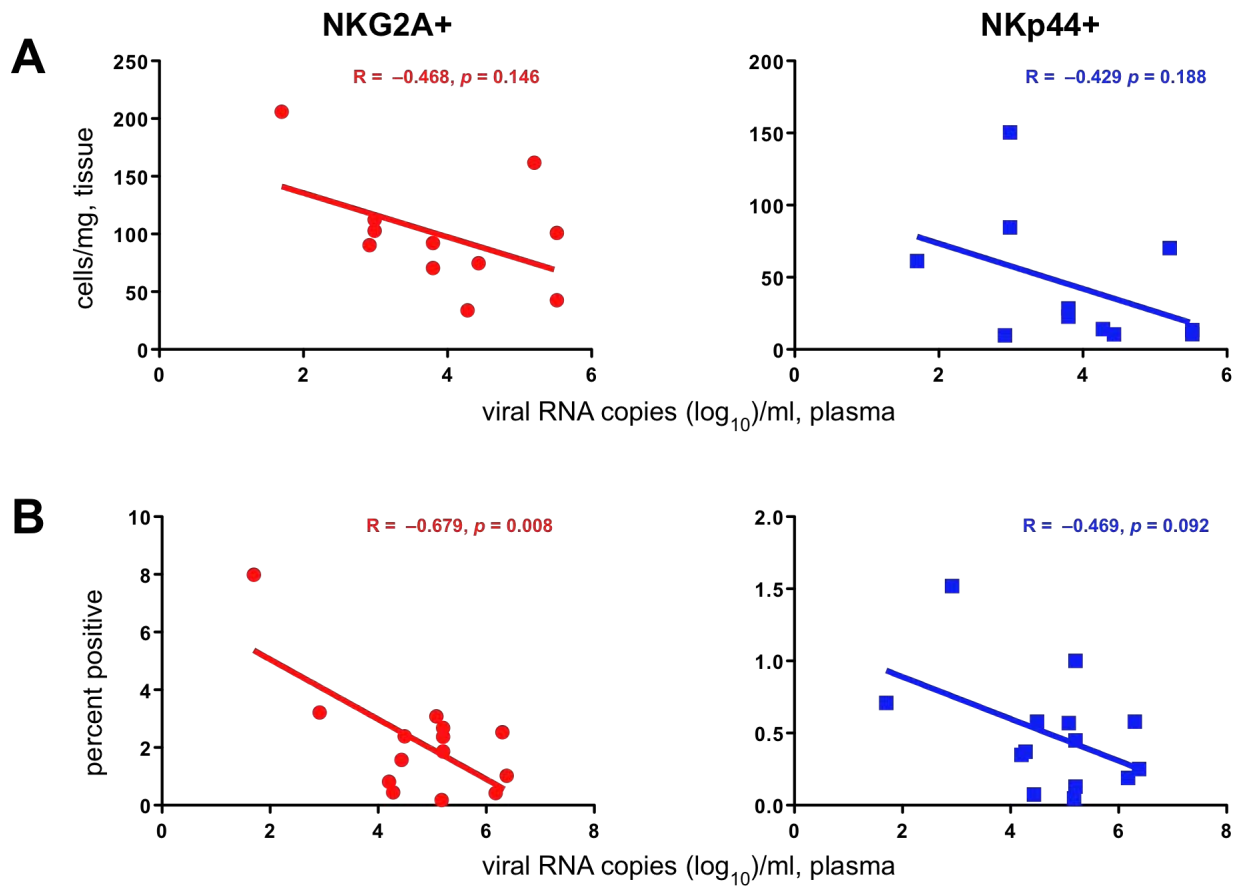 NKG2A+ NKp44+
A
R = –0.468, p = 0.146 R = –0.429 p = 0.188
cells/mg, tissue
250
200
150
100
50
0
0 2 4 6
200
150
100
50
0
0 2 4 6
viral RNA copies (log10)/ml, plasma
B
R = –0.679, p = 0.008 R = –0.469, p = 0.092
percent positive
10
8
6
4
2
0
0 2 4 6 8
2.0
1.5
1.0
0.5
0.0
0 2 4 6 8
viral RNA copies (log10)/ml, plasma